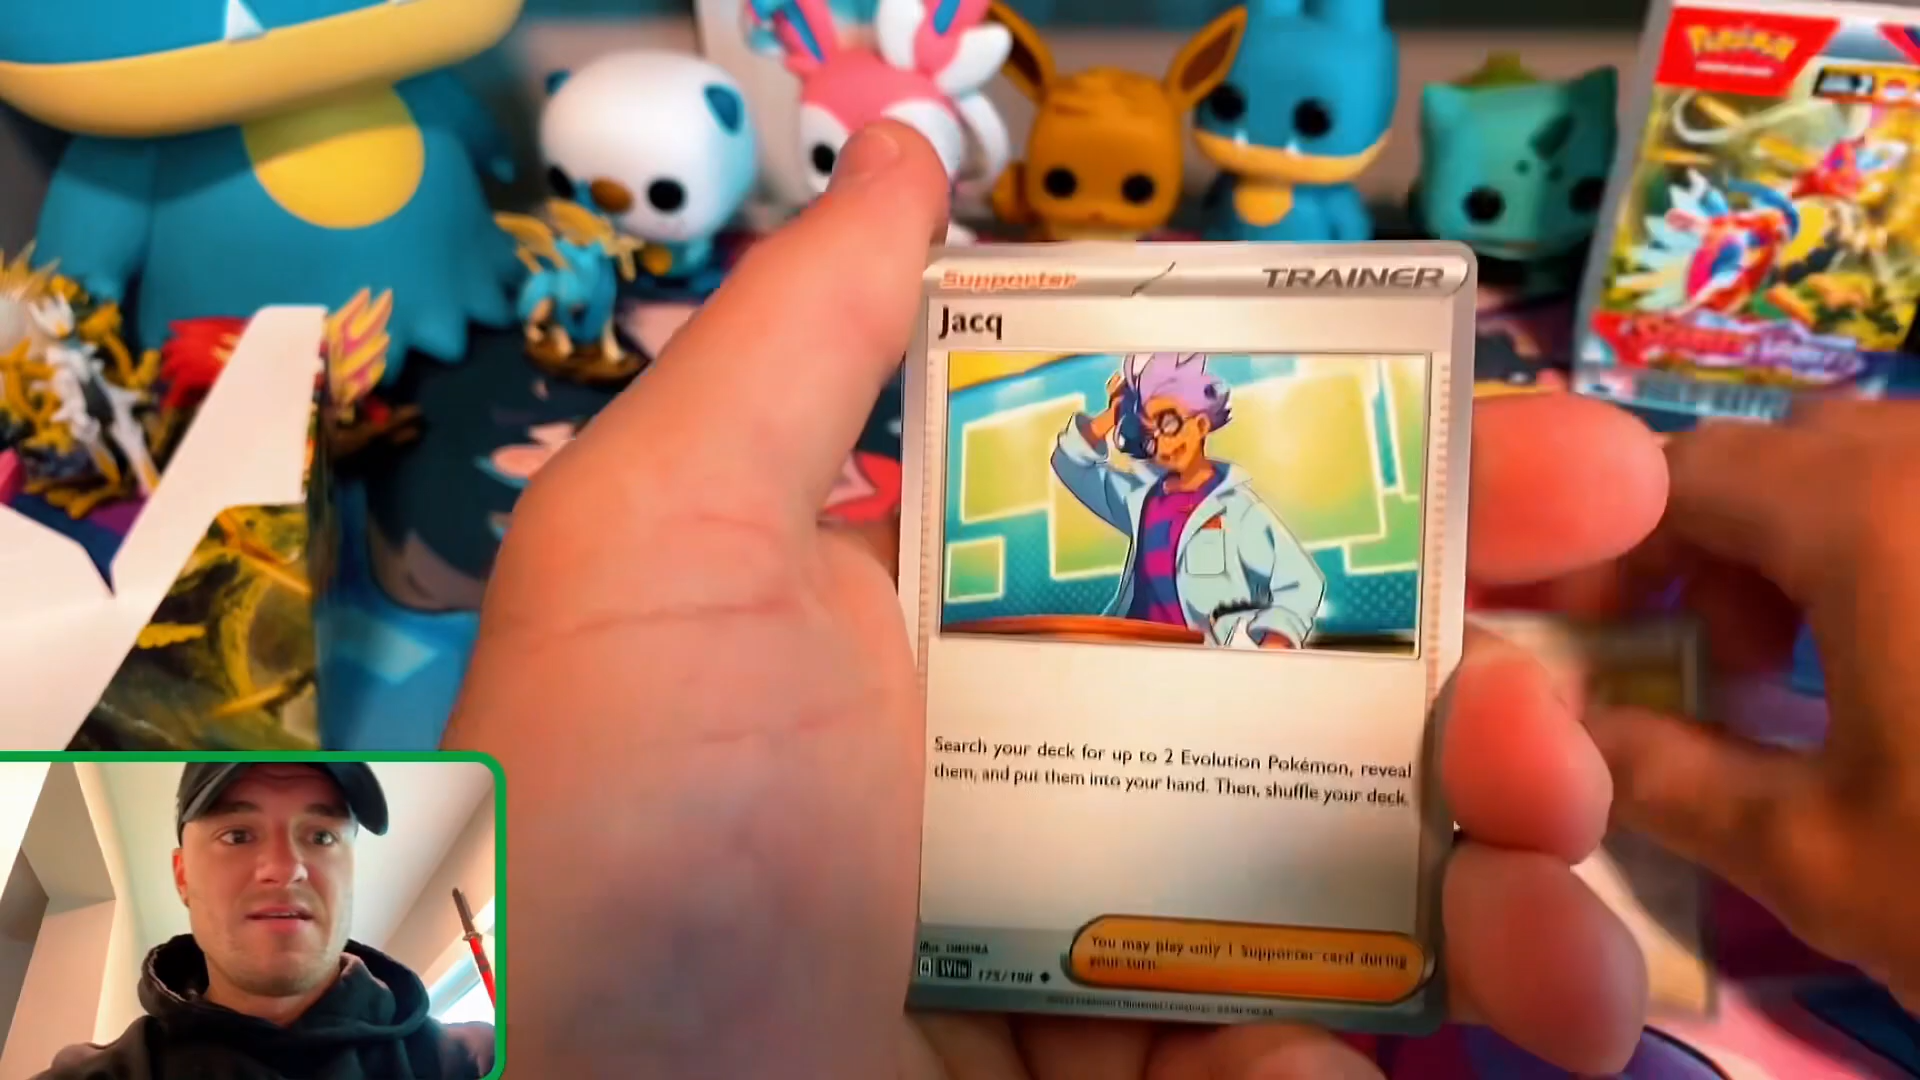 Pokémon
Supporter TRAINER
Jacq
Search your deck for up to 2 Evolution Pokémon, reveal
them, and put them into your hand. Then, shuffle your deck.
You may play only 1 Supporter card during
your turn.
175/198